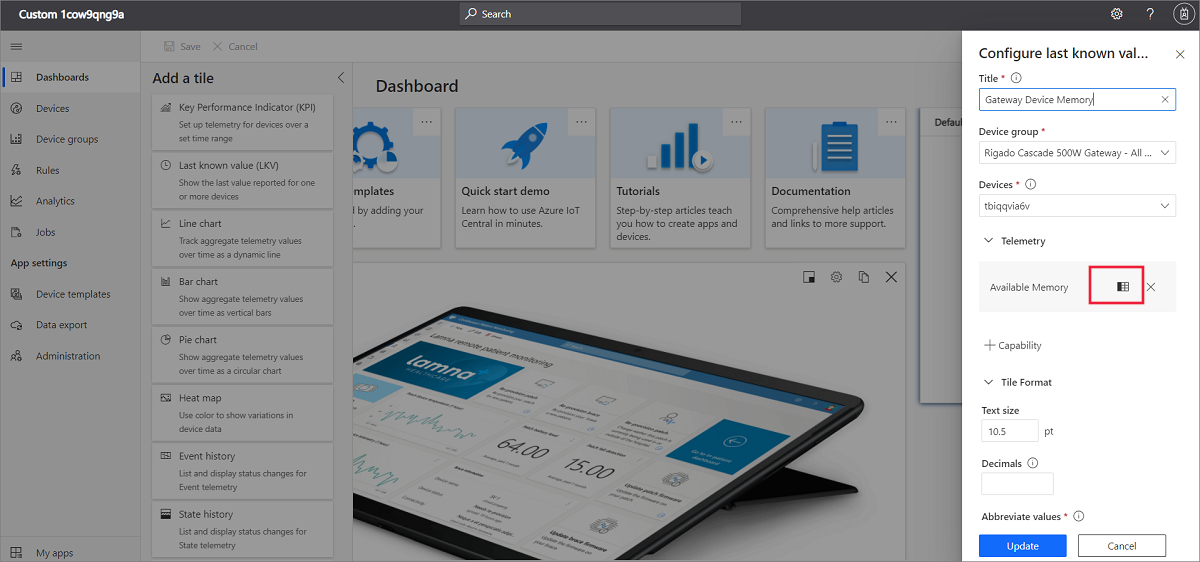 Custom 1cow9qng9a
Search
?
Save
Cancel
Dashboards
Devices
Device groups
Rules
Analytics
Jobs
App settings
Device templates
Data export
Administration
My apps
Add a tile
Key Performance Indicator (KPI)
Set up telemetry for devices over a
set time range
Last known value (LKV)
Show the last value reported for one
or more devices
Line chart
Track aggregate telemetry values
over time as a dynamic line
Bar chart
Show aggregate telemetry values
over time as vertical bars
Pie chart
Show aggregate telemetry values
over time as a circular chart
Heat map
Use color to show variations in
device data
Event history
List and display status changes for
Event telemetry
State history
List and display status changes for
State telemetry
Dashboard
templates
d by adding your
...
Quick start demo
Learn how to use Azure IoT
Central in minutes.
Tutorials
Step-by-step articles teach
you how to create apps and
devices.
Documentation
Comprehensive help articles
and links to more support.
Default
Lamna remote patient monitoring
lamna
HEALTHCARE
64.00
15.00
Go to in-patient
dashboard
Configure last known val...
Title *
Gateway Device Memory
Device group *
Rigado Cascade 500W Gateway - All ...
Devices *
tbiqqvia6v
Telemetry
Available Memory
Capability
Tile Format
Text size
10.5 pt
Decimals
Abbreviate values *
Update
Cancel